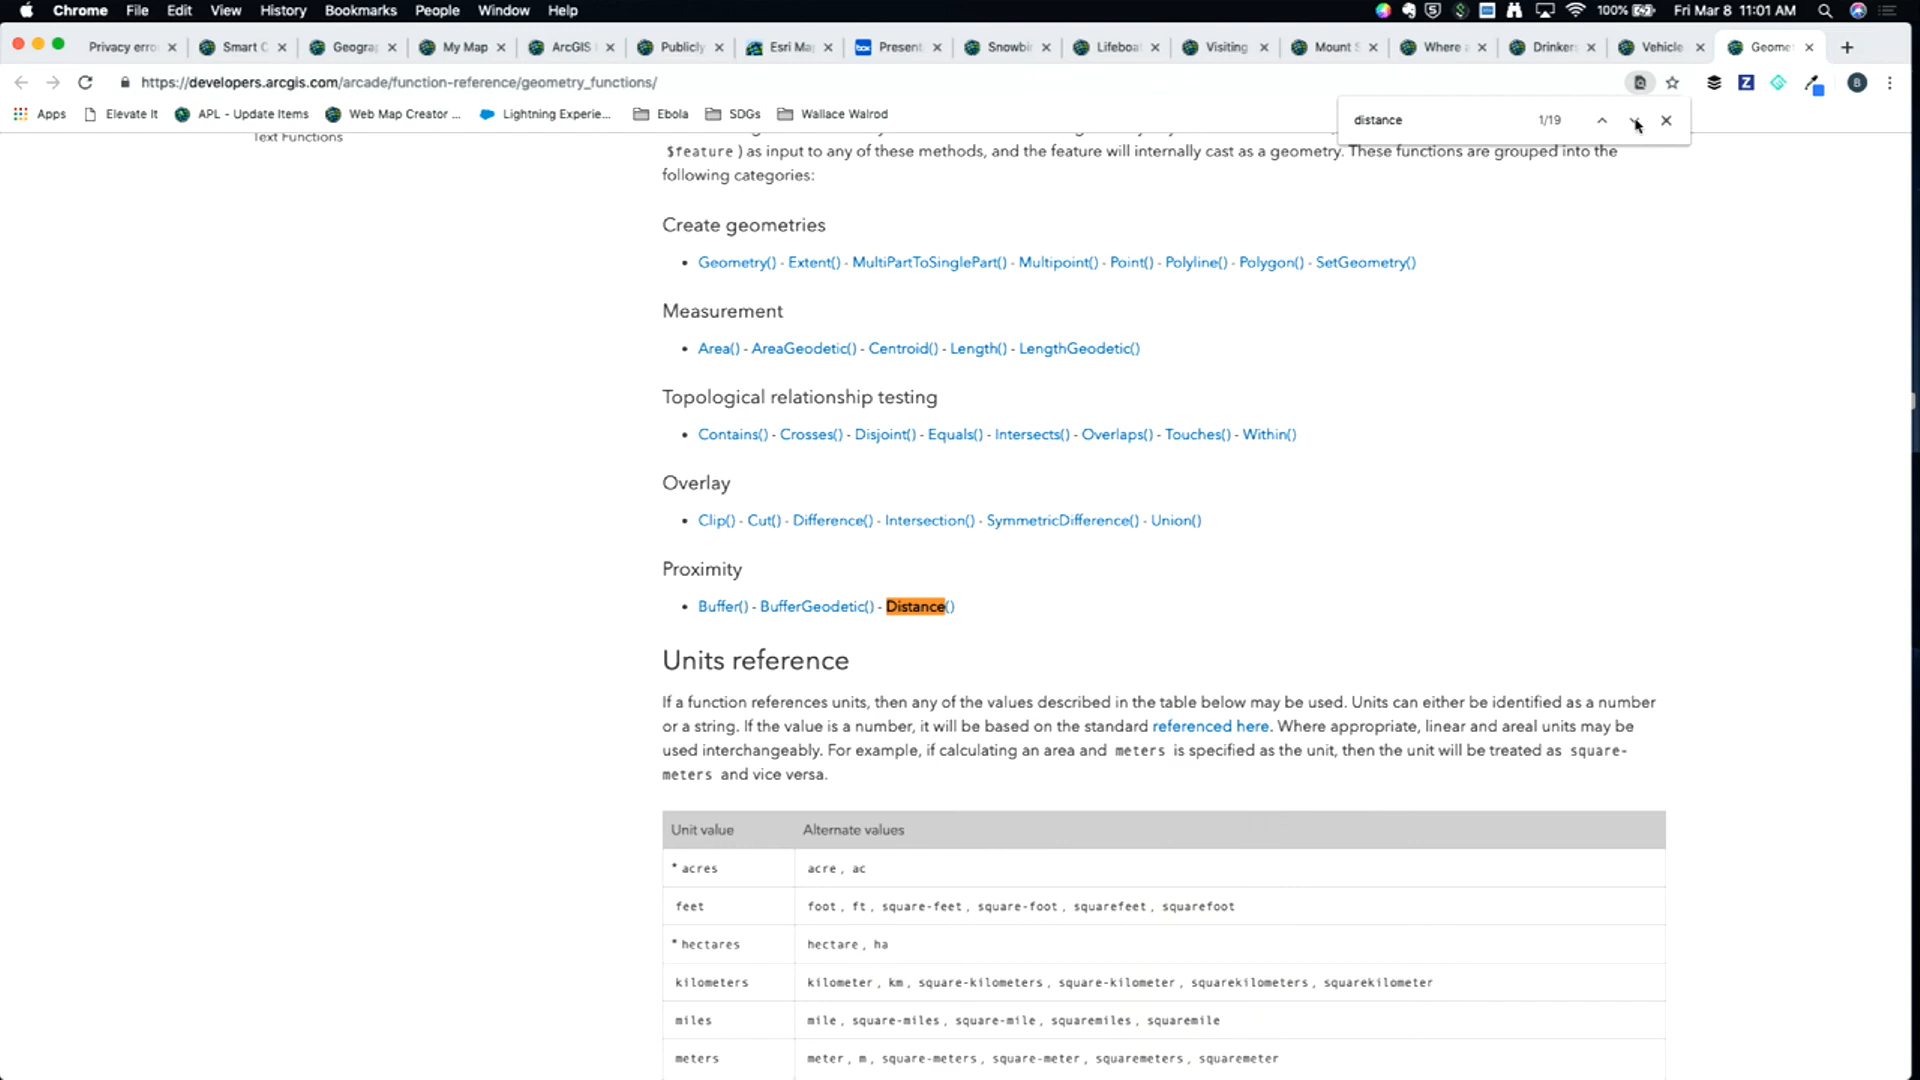 Chrome File Edit View History Bookmarks People Window Help 100% Fri Mar 8 11:01 AM
Privacy erro Smart C Geogra My Map ArcGIS Publicly Esri Ma Present Snowbir Lifeboat Visiting Mount S Where a Drinkers Vehicle Geome
https://developers.arcgis.com/arcade/function-reference/geometry_functions/
Apps Elevate It APL - Update Items Web Map Creator ... Lightning Experie... Ebola SDGs Wallace Walrod
distance 1/19
Text Functions
$feature ) as input to any of these methods, and the feature will internally cast as a geometry. These functions are grouped into the
following categories:
Create geometries
• Geometry() - Extent() - MultiPartToSinglePart() - Multipoint() - Point() - Polyline() - Polygon() - SetGeometry()
Measurement
• Area() - AreaGeodetic() - Centroid() - Length() - LengthGeodetic()
Topological relationship testing
• Contains() - Crosses() - Disjoint() - Equals() - Intersects() - Overlaps() - Touches() - Within()
Overlay
• Clip() - Cut() - Difference() - Intersection() - SymmetricDifference() - Union()
Proximity
• Buffer() - BufferGeodetic() - Distance()
Units reference
If a function references units, then any of the values described in the table below may be used. Units can either be identified as a number
or a string. If the value is a number, it will be based on the standard referenced here. Where appropriate, linear and areal units may be
used interchangeably. For example, if calculating an area and meters is specified as the unit, then the unit will be treated as square-
meters and vice versa.
Unit value Alternate values
* acres acre , ac
feet foot , ft , square-feet , square-foot , squarefeet , squarefoot
* hectares hectare , ha
kilometers kilometer , km , square-kilometers , square-kilometer , squarekilometers , squarekilometer
miles mile , square-miles , square-mile , squaremiles , squaremile
meters meter , m , square-meters , square-meter , squaremeters , squaremeter